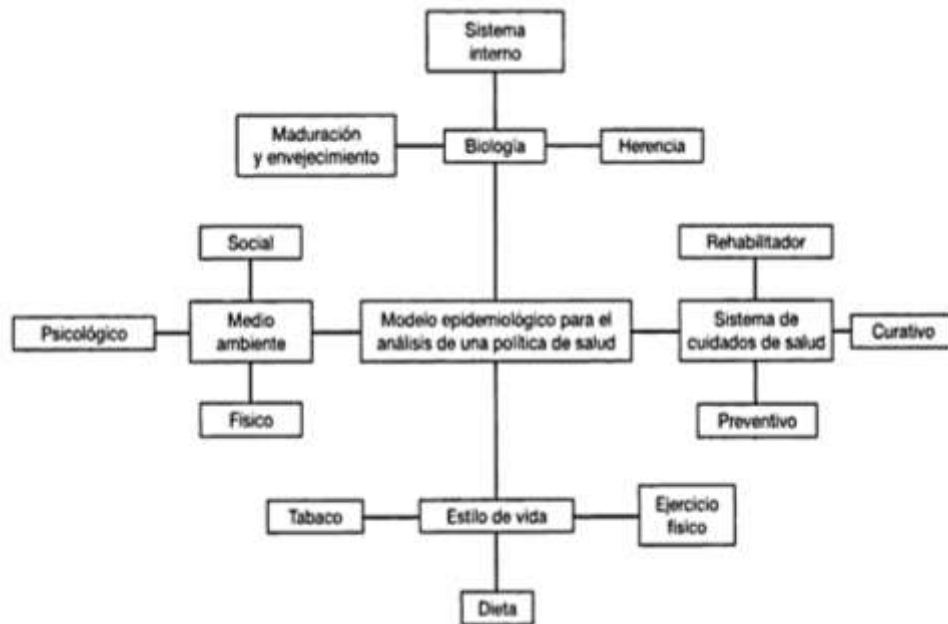 Sistema
interno
Maduración
y envejecimiento
Biología
Herencia
Social
Rehabilitador
Psicológico
Medio
ambiente
Modelo epidemiológico para el
análisis de una política de salud
Sistema de
cuidados de salud
Curativo
Físico
Preventivo
Tabaco
Estilo de vida
Ejercicio
físico
Dieta